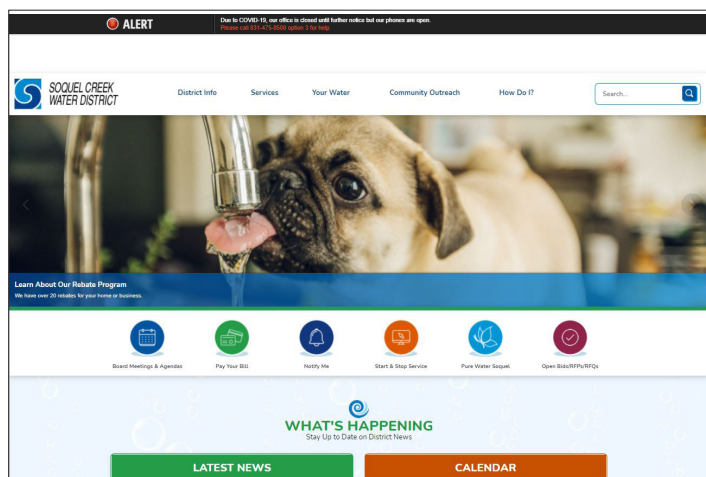 ALERT
Due to COVID-19, our office is closed until further notice but our phones are open.
Please call 831-475-8500 option 3 for help.
SOQUEL CREEK
WATER DISTRICT
District Info
Services
Your Water
Community Outreach
How Do I?
Search...
Learn About Our Rebate Program
We have over 20 rebates for your home or business.
Board Meetings & Agendas
Pay Your Bill
Notify Me
Start & Stop Service
Pure Water Soquel
Open Bids/RFPs/RFQs
WHAT'S HAPPENING
Stay Up to Date on District News
LATEST NEWS
CALENDAR